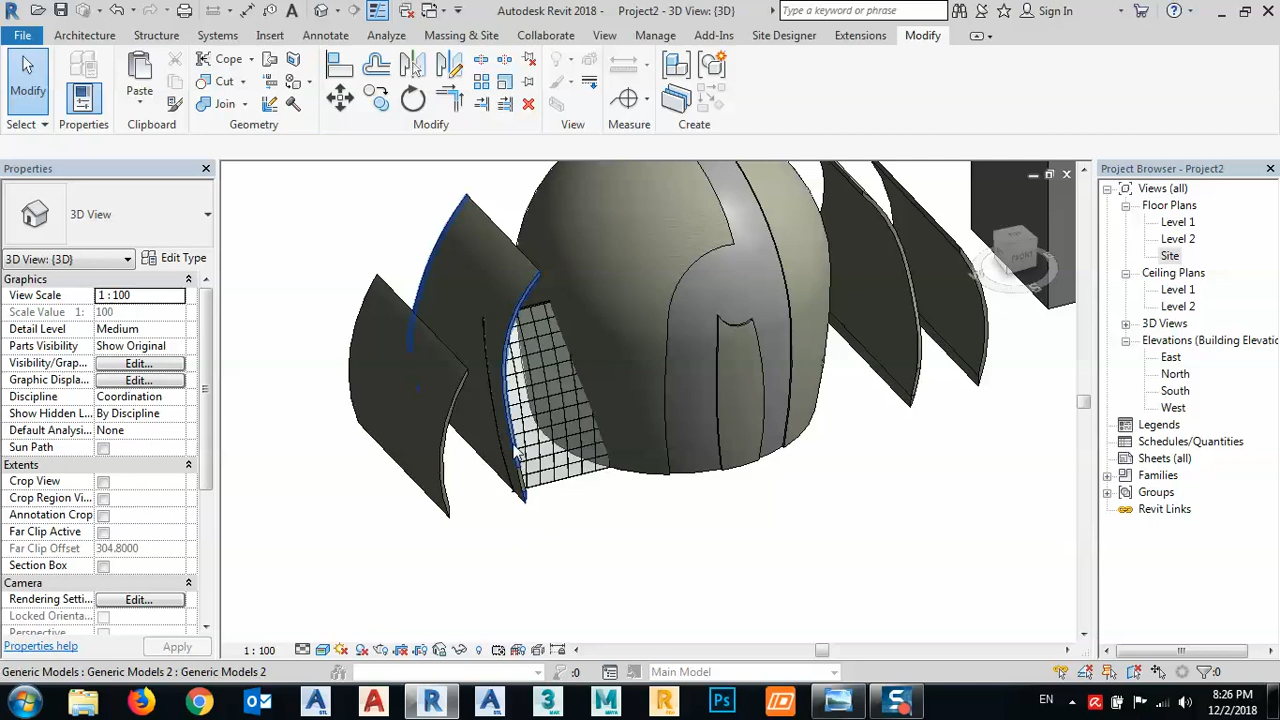 Autodesk Revit 2018 - Project2 - 3D View: {3D}
Type a keyword or phrase
Sign In
File Architecture Structure Systems Insert Annotate Analyze Massing & Site Collaborate View Manage Add-Ins Site Designer Extensions Modify
Modify
Paste
Cope
Cut
Join
Select Properties Clipboard Geometry Modify View Measure Create
Properties
3D View
3D View: {3D} Edit Type
Graphics
View Scale 1 : 100
Scale Value 1: 100
Detail Level Medium
Parts Visibility Show Original
Visibility/Grap... Edit...
Graphic Displa... Edit...
Discipline Coordination
Show Hidden L... By Discipline
Default Analysi... None
Sun Path
Extents
Crop View
Crop Region Vi...
Annotation Crop
Far Clip Active
Far Clip Offset 304.8000
Section Box
Camera
Rendering Setti... Edit...
Locked Orienta...
Perspective
Properties help Apply
FRONT
Project Browser - Project2
Views (all)
Floor Plans
Level 1
Level 2
Site
Ceiling Plans
Level 1
Level 2
3D Views
Elevations (Building Elevatio
East
North
South
West
Legends
Schedules/Quantities
Sheets (all)
Families
Groups
Revit Links
1 : 100
Generic Models : Generic Models 2 : Generic Models 2
:0
Main Model
:0
EN
8:26 PM
12/2/2018